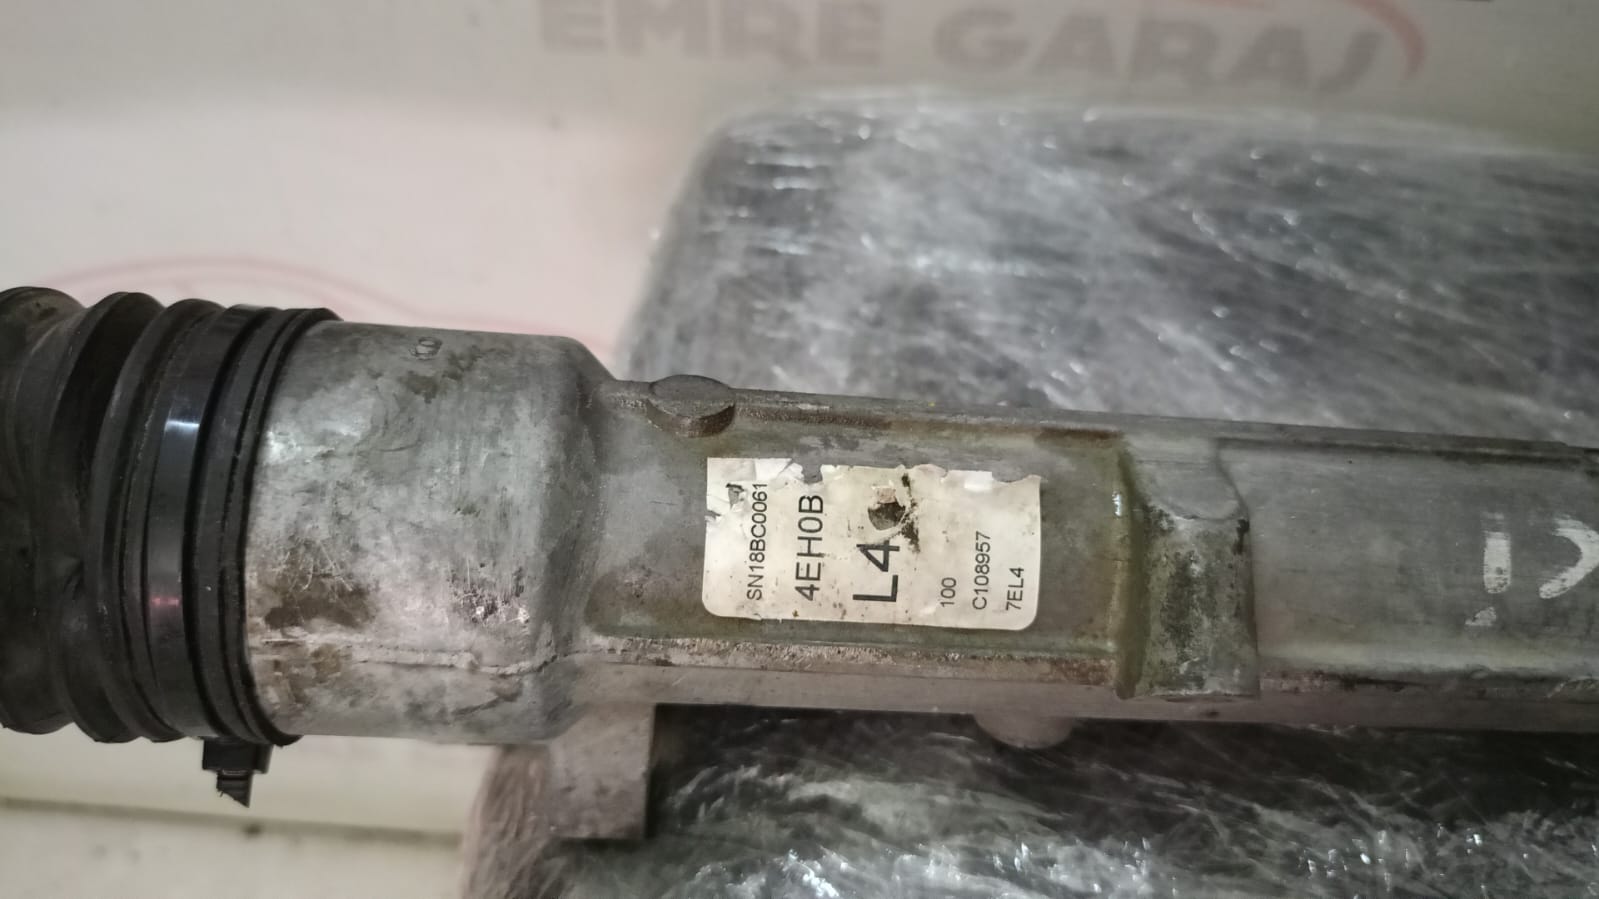 EMRE GARAJ
SN18BC0061
4EH0B
L4
100
C108957
7EL4